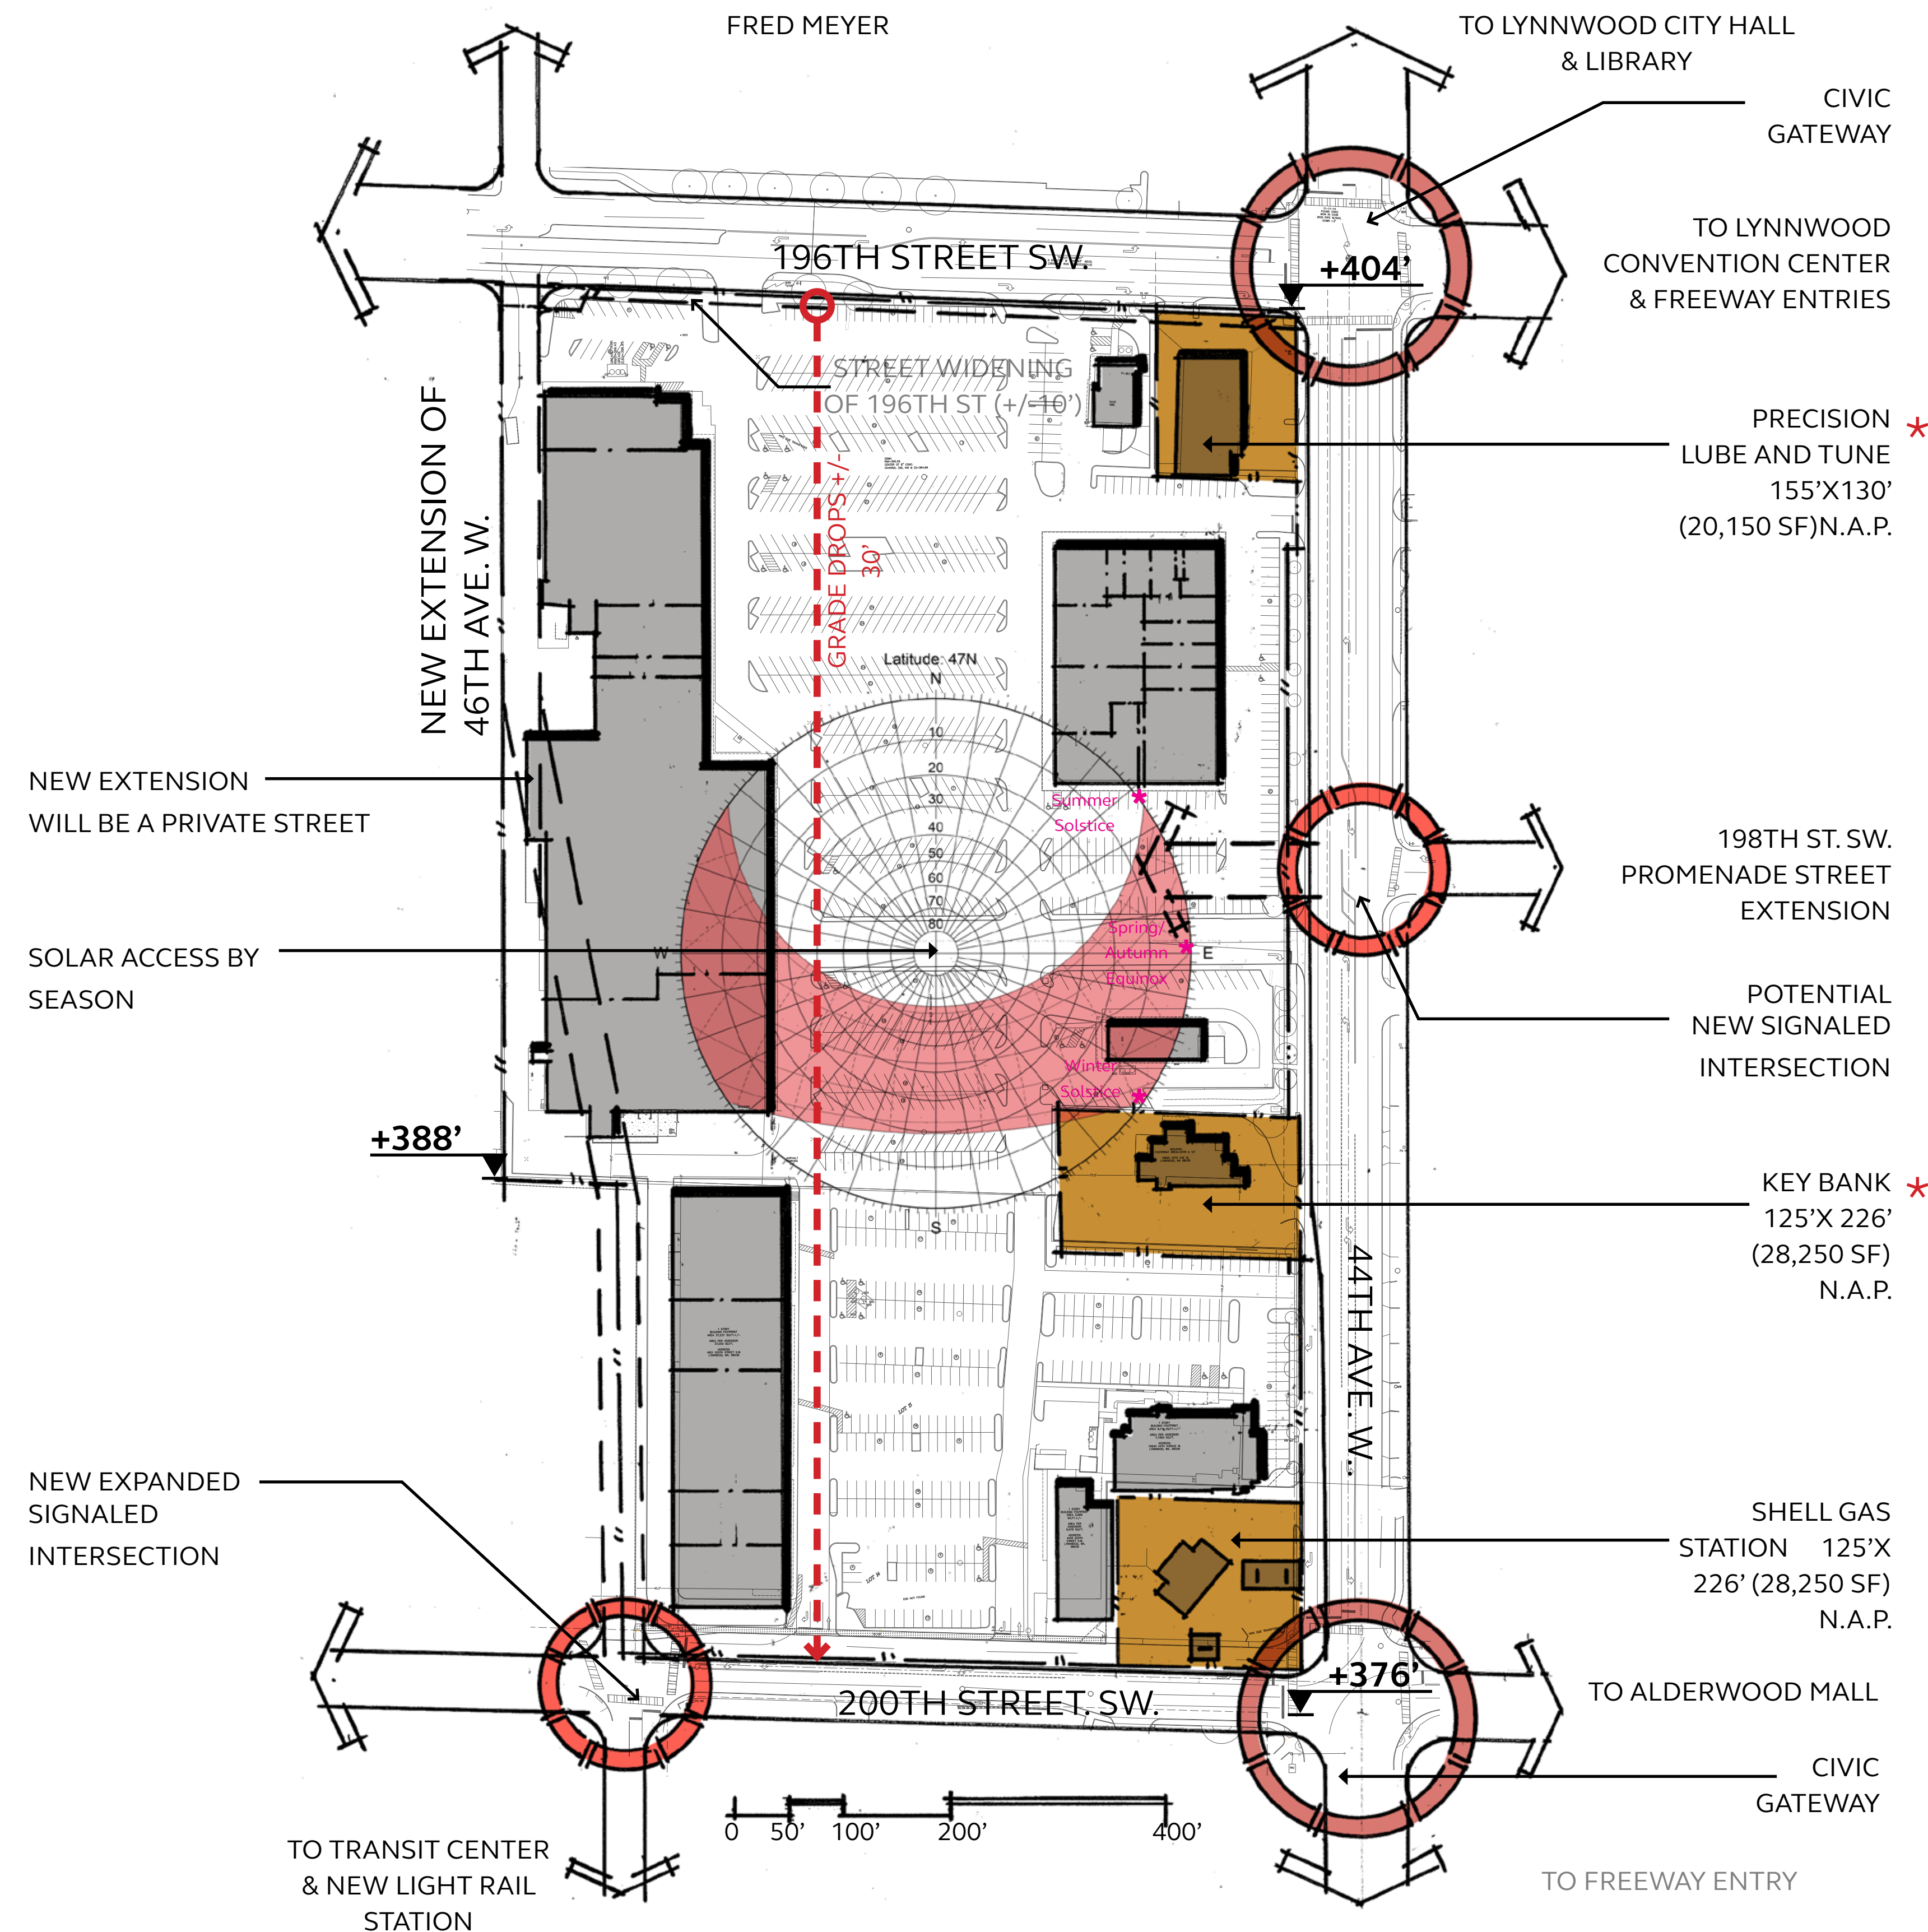 FRED MEYER
TO LYNNWOOD CITY HALL
& LIBRARY
CIVIC
GATEWAY
TO LYNNWOOD
CONVENTION CENTER
& FREEWAY ENTRIES
196TH STREET SW.
+404’
STREET WIDENING
OF 196TH ST (+/-10’)
NEW EXTENSION OF
46TH AVE. W.
GRADE DROPS +/-
30’
PRECISION *
LUBE AND TUNE
155’X130’
(20,150 SF)N.A.P.
Latitude: 47N
N
10
20
30
40
50
60
70
80
W
E
S
Summer
Solstice
*
Spring/
Autumn
Equinox
*
Winter
Solstice
*
NEW EXTENSION
WILL BE A PRIVATE STREET
SOLAR ACCESS BY
SEASON
198TH ST. SW.
PROMENADE STREET
EXTENSION
POTENTIAL
NEW SIGNALED
INTERSECTION
+388’
KEY BANK *
125’X 226’
(28,250 SF)
N.A.P.
44TH AVE. W..
LOT B
LOT H
NEW EXPANDED
SIGNALED
INTERSECTION
SHELL GAS
STATION 125’X
226’ (28,250 SF)
N.A.P.
+376’
200TH STREET. SW.
TO ALDERWOOD MALL
CIVIC
GATEWAY
0 50’ 100’ 200’ 400’
TO TRANSIT CENTER
& NEW LIGHT RAIL
STATION
TO FREEWAY ENTRY